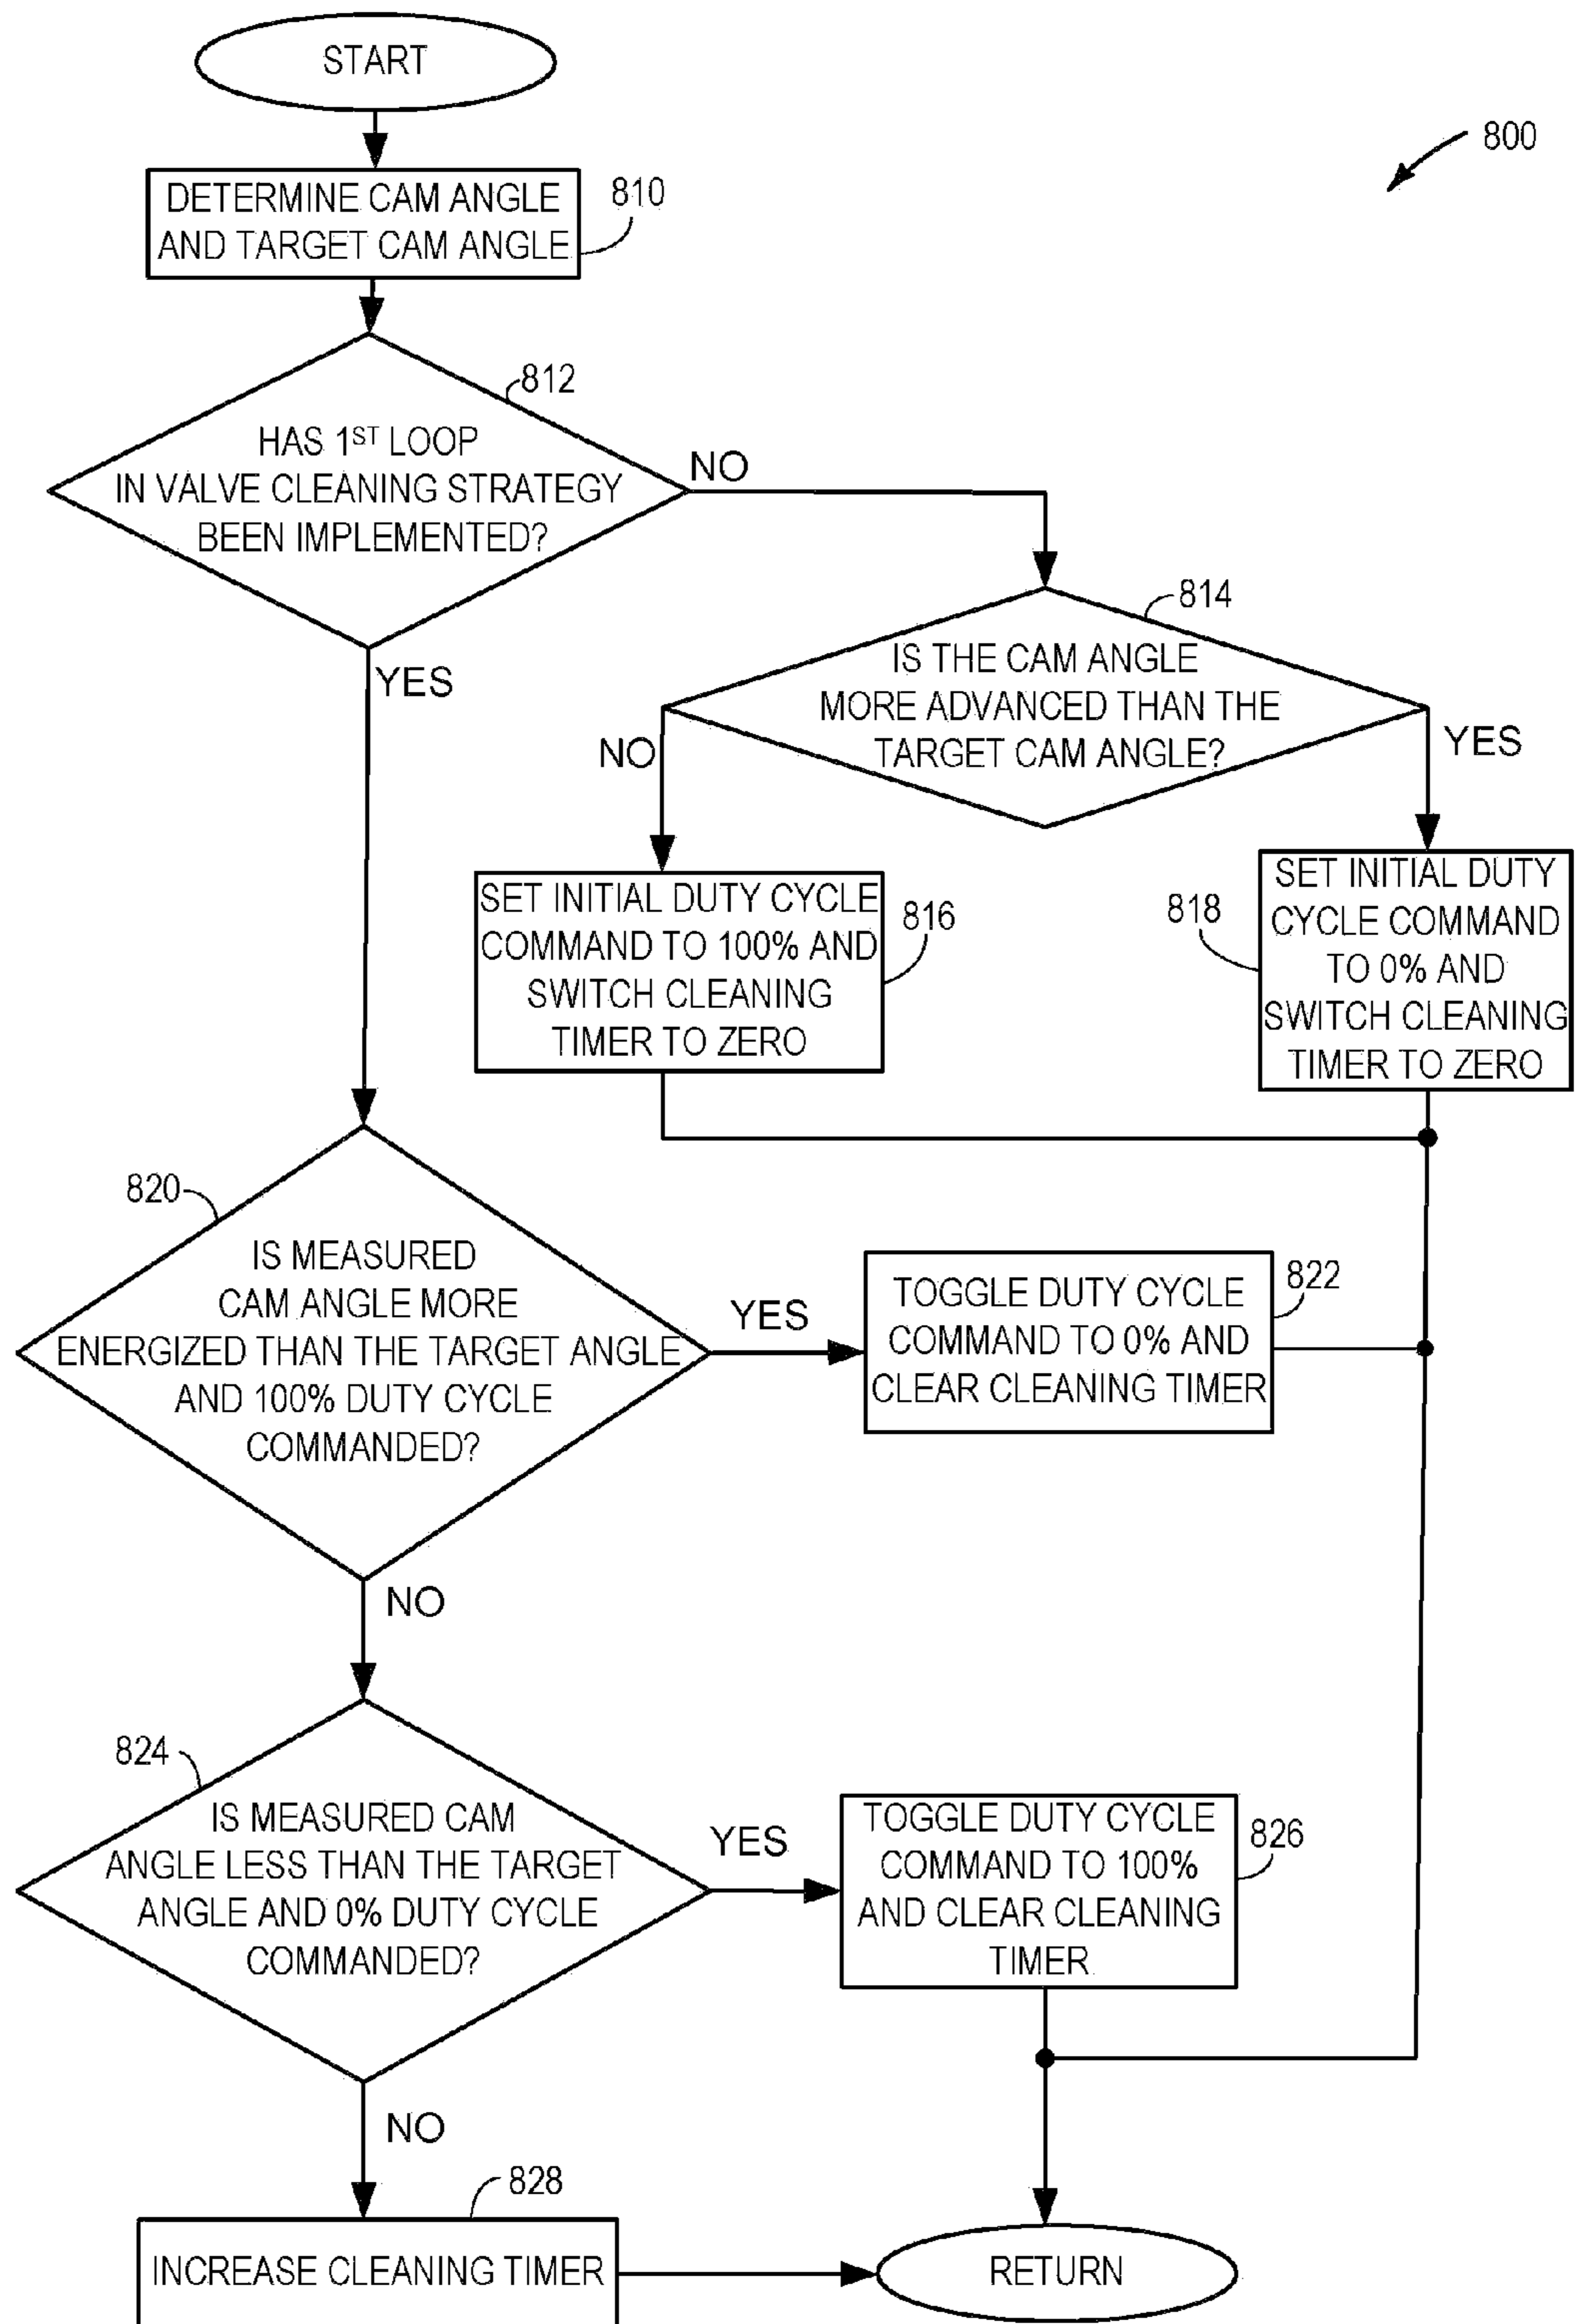 START
800
DETERMINE CAM ANGLE
AND TARGET CAM ANGLE
810
812
HAS 1ST LOOP
IN VALVE CLEANING STRATEGY
BEEN IMPLEMENTED?
NO
YES
814
IS THE CAM ANGLE
MORE ADVANCED THAN THE
TARGET CAM ANGLE?
NO
YES
SET INITIAL DUTY CYCLE
COMMAND TO 100% AND
SWITCH CLEANING
TIMER TO ZERO
816
818
SET INITIAL DUTY
CYCLE COMMAND
TO 0% AND
SWITCH CLEANING
TIMER TO ZERO
820
IS MEASURED
CAM ANGLE MORE
ENERGIZED THAN THE TARGET ANGLE
AND 100% DUTY CYCLE
COMMANDED?
YES
TOGGLE DUTY CYCLE
COMMAND TO 0% AND
CLEAR CLEANING TIMER
822
NO
824
IS MEASURED CAM
ANGLE LESS THAN THE TARGET
ANGLE AND 0% DUTY CYCLE
COMMANDED?
YES
TOGGLE DUTY CYCLE
COMMAND TO 100%
AND CLEAR CLEANING
TIMER
826
NO
828
INCREASE CLEANING TIMER
RETURN